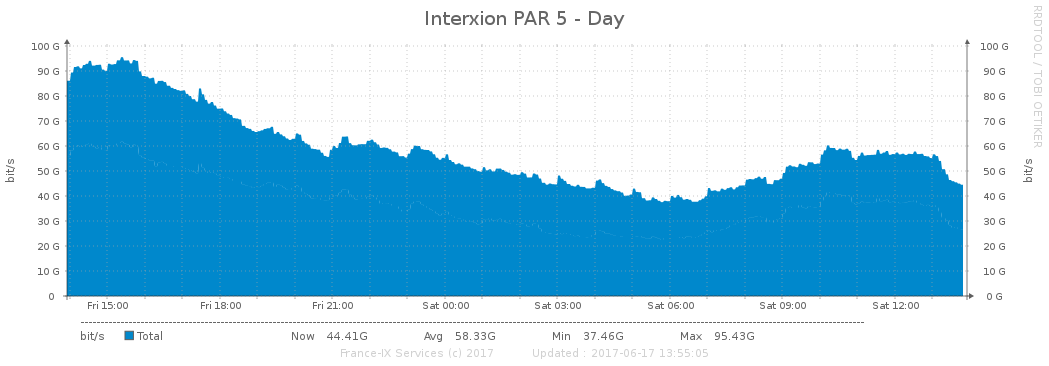 Interxion PAR 5 - Day
RRDTOOL / TOBI OETIKER
bit/s
100 G
90 G
80 G
70 G
60 G
50 G
40 G
30 G
20 G
10 G
0
100 G
90 G
80 G
70 G
60 G
50 G
40 G
30 G
20 G
10 G
0 G
bit/s
Fri 15:00 Fri 18:00 Fri 21:00 Sat 00:00 Sat 03:00 Sat 06:00 Sat 09:00 Sat 12:00
bit/s Total Now 44.41G Avg 58.33G Min 37.46G Max 95.43G
France-IX Services (c) 2017 Updated : 2017-06-17 13:55:05